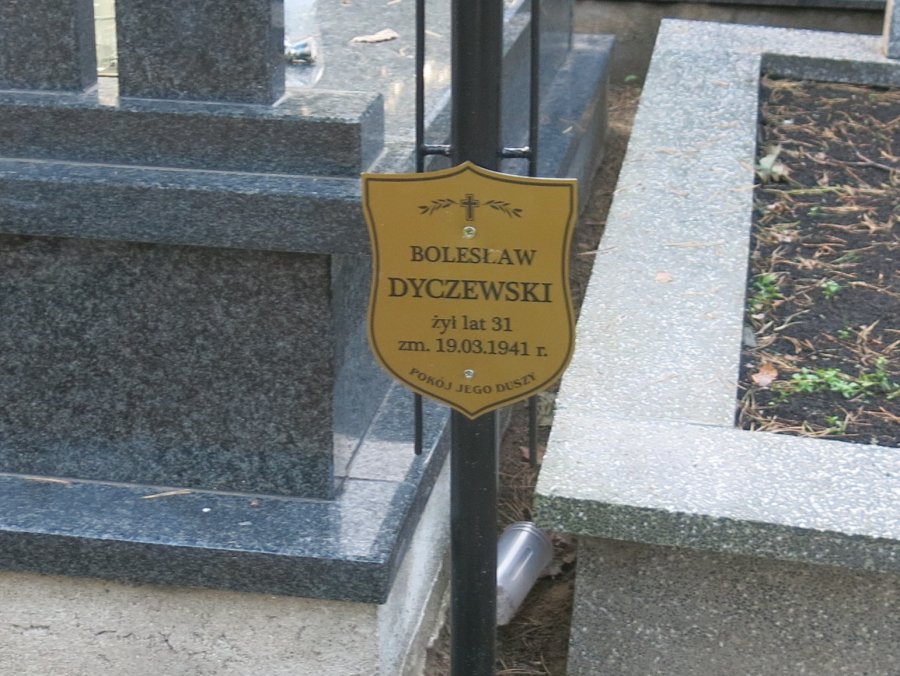 BOLESŁAW
DYCZEWSKI
żył lat 31
zm. 19.03.1941 r.
POKÓJ JEGO DUSZY